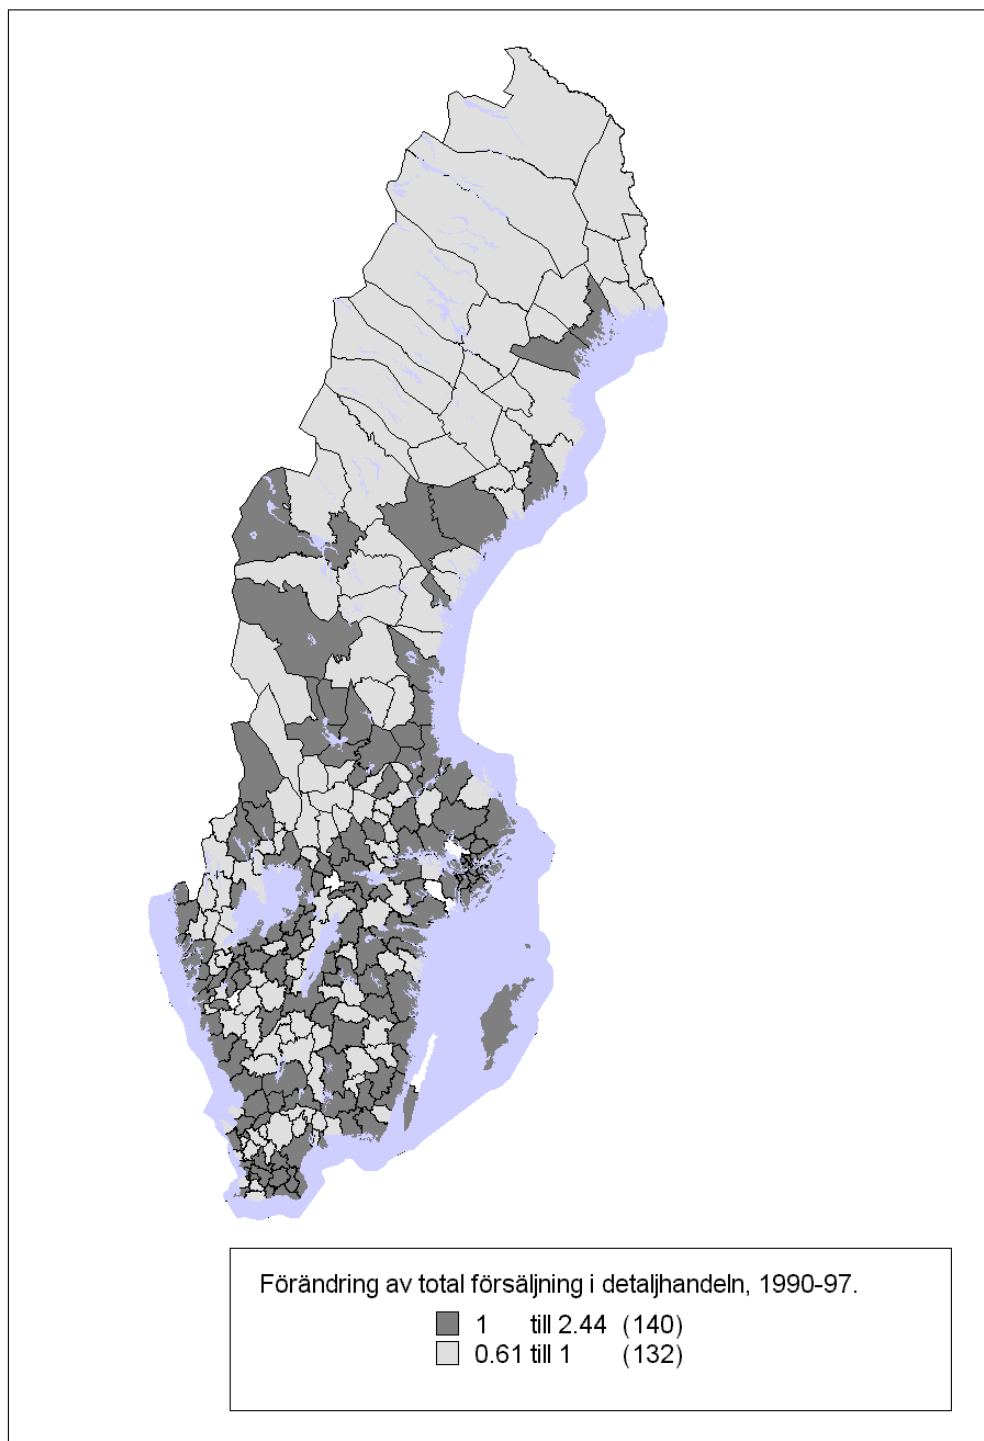 Förändring av total försäljning i detaljhandeln, 1990-97.
1 till 2.44 (140)
0.61 till 1 (132)